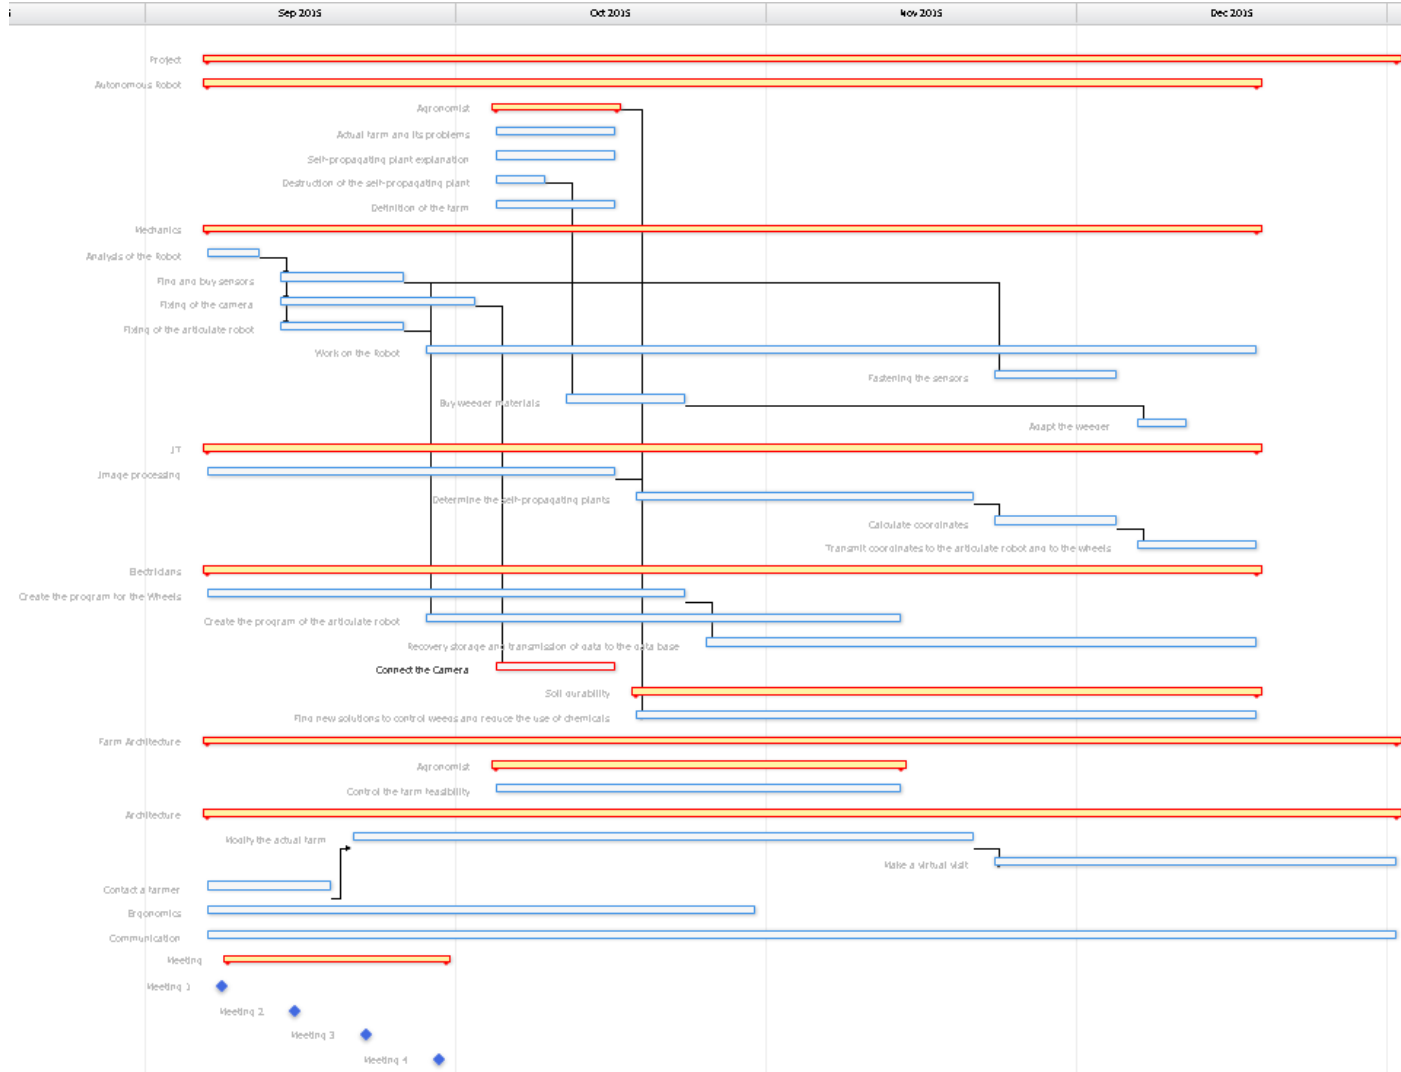 Sep 2015 Oct 2015 Nov 2015 Dec 2015
Project
Autonomous Robot
Agronomist
Actual farm and its problems
Self-propagating plant explanation
Destruction of the self-propagating plant
Definition of the farm
Mechanics
Analysis of the Robot
Find and buy sensors
Fixing of the camera
Fixing of the articulate robot
Work on the Robot
Fastening the sensors
Buy weeder materials
Adapt the weeder
IT
Image processing
Determine the self-propagating plants
Calculate coordinates
Transmit coordinates to the articulate robot and to the wheels
Electricians
Create the program for the Wheels
Create the program of the articulate robot
Recovery storage and transmission of data to the data base
Connect the Camera
Soil durability
Find new solutions to control weeds and reduce the use of chemicals
Farm Architecture
Agronomist
Control the farm feasibility
Architecture
Modify the actual farm
Make a virtual visit
Contact a farmer
Ergonomics
Communication
Meeting
Meeting 1
Meeting 2
Meeting 3
Meeting 4